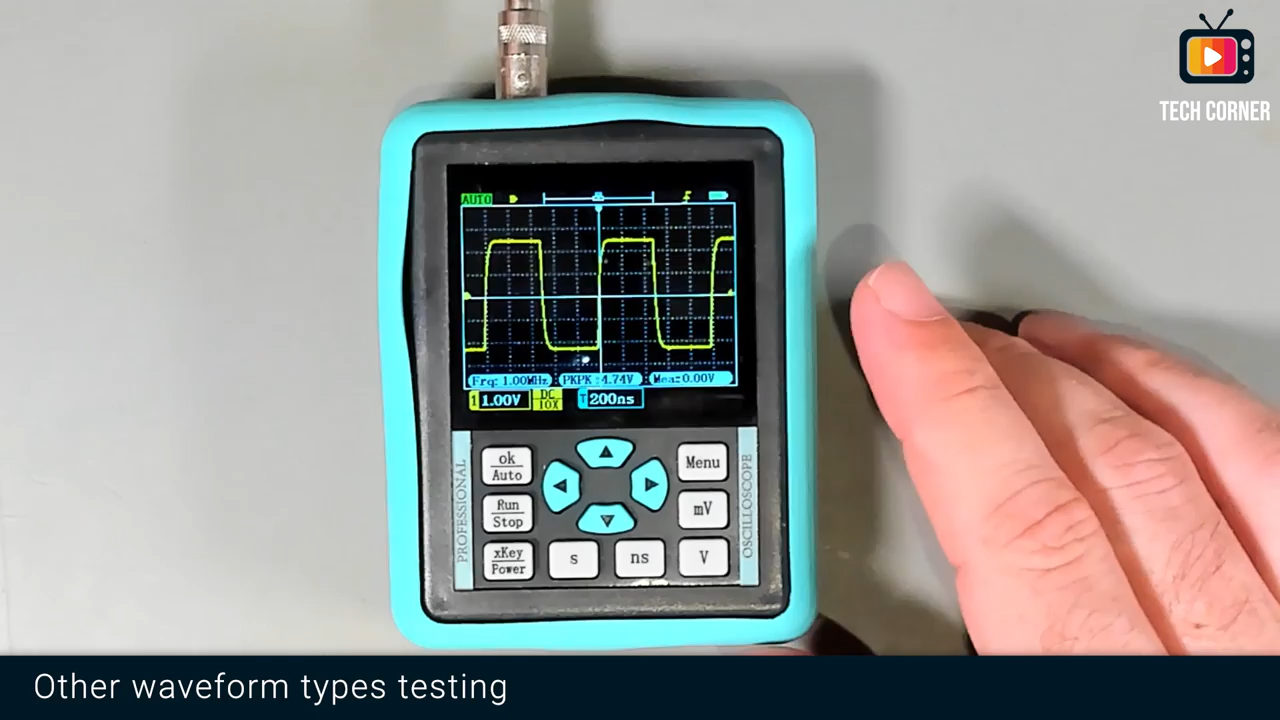 TECH CORNER
AUTO
Frq: 1.00MHz PKPK: 4.74V Mea: 0.00V
1 1.00V DC 10X T 200ns
PROFESSIONAL
OSCILLOSCOPE
ok
Auto
Menu
Run
Stop
mV
xKey
Power
s
ns
V
Other waveform types testing